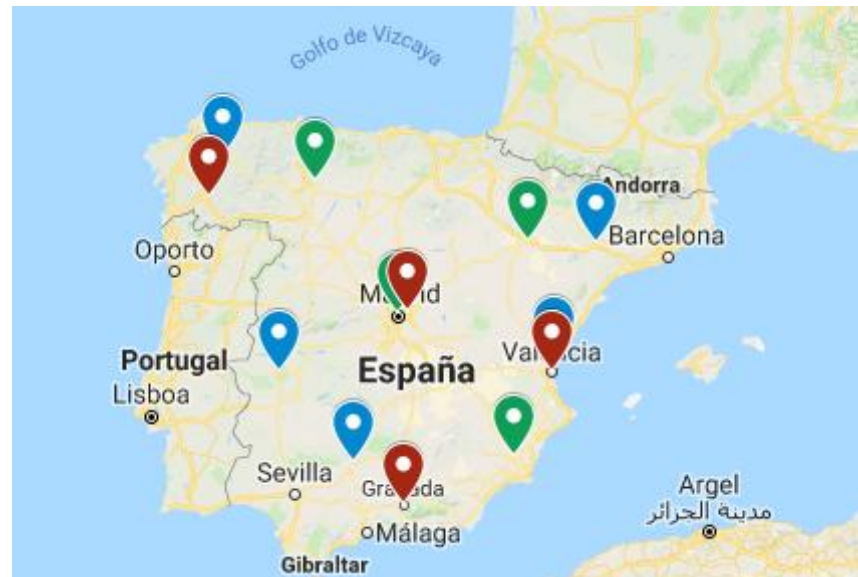 Golfo de Vizcaya
Andorra
Barcelona
Oporto
Portugal
España
Lisboa
Sevilla
Málaga
Gibraltar
Argel
مدينة الجزائر